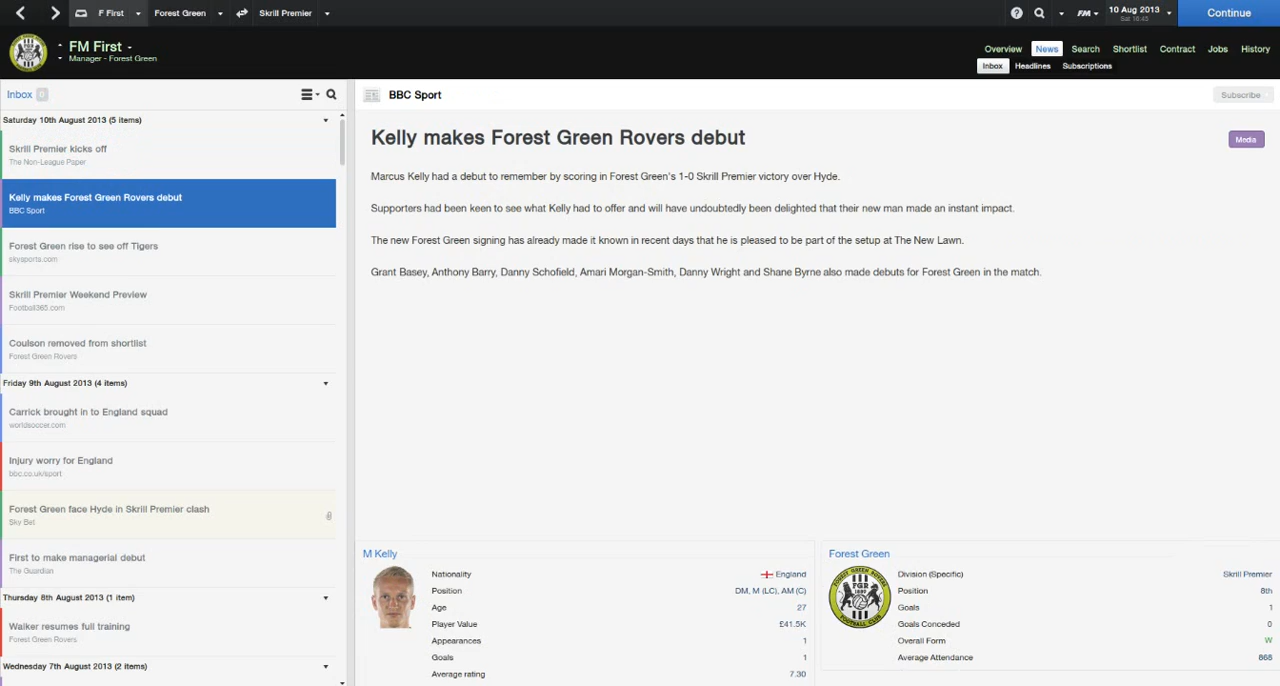 F First
Forest Green
Skrill Premier
FM
10 Aug 2013
Sat 16:45
Continue
FM First
Manager - Forest Green
Overview
News
Search
Shortlist
Contract
Jobs
History
Inbox
Headlines
Subscriptions
Inbox 0
BBC Sport
Subscribe
Saturday 10th August 2013 (5 items)
Skrill Premier kicks off
The Non-League Paper
Kelly makes Forest Green Rovers debut
BBC Sport
Forest Green rise to see off Tigers
skysports.com
Skrill Premier Weekend Preview
Football365.com
Coulson removed from shortlist
Forest Green Rovers
Friday 9th August 2013 (4 items)
Carrick brought in to England squad
worldsoccer.com
Injury worry for England
bbc.co.uk/sport
Forest Green face Hyde in Skrill Premier clash
Sky Bet
First to make managerial debut
The Guardian
Thursday 8th August 2013 (1 item)
Walker resumes full training
Forest Green Rovers
Wednesday 7th August 2013 (2 items)
Kelly makes Forest Green Rovers debut
Media
Marcus Kelly had a debut to remember by scoring in Forest Green's 1-0 Skrill Premier victory over Hyde.
Supporters had been keen to see what Kelly had to offer and will have undoubtedly been delighted that their new man made an instant impact.
The new Forest Green signing has already made it known in recent days that he is pleased to be part of the setup at The New Lawn.
Grant Basey, Anthony Barry, Danny Schofield, Amari Morgan-Smith, Danny Wright and Shane Byrne also made debuts for Forest Green in the match.
M Kelly
Nationality England
Position DM, M (LC), AM (C)
Age 27
Player Value £41.5K
Appearances 1
Goals 1
Average rating 7.30
Forest Green
FOREST GREEN ROVERS
FGR
FOOTBALL CLUB
Division (Specific) Skrill Premier
Position 8th
Goals 1
Goals Conceded 0
Overall Form W
Average Attendance 868